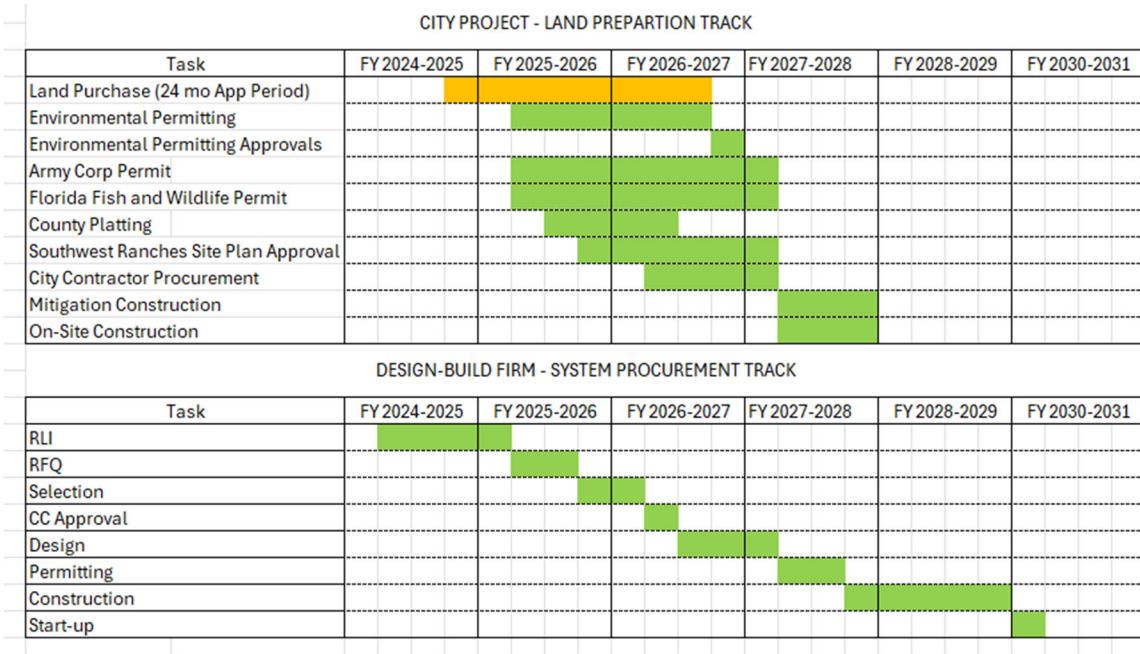 CITY PROJECT - LAND PREPARTION TRACK
Task FY 2024-2025 FY 2025-2026 FY 2026-2027 FY 2027-2028 FY 2028-2029 FY 2030-2031
Land Purchase (24 mo App Period)
Environmental Permitting
Environmental Permitting Approvals
Army Corp Permit
Florida Fish and Wildlife Permit
County Platting
Southwest Ranches Site Plan Approval
City Contractor Procurement
Mitigation Construction
On-Site Construction
DESIGN-BUILD FIRM - SYSTEM PROCUREMENT TRACK
Task FY 2024-2025 FY 2025-2026 FY 2026-2027 FY 2027-2028 FY 2028-2029 FY 2030-2031
RLI
RFQ
Selection
CC Approval
Design
Permitting
Construction
Start-up